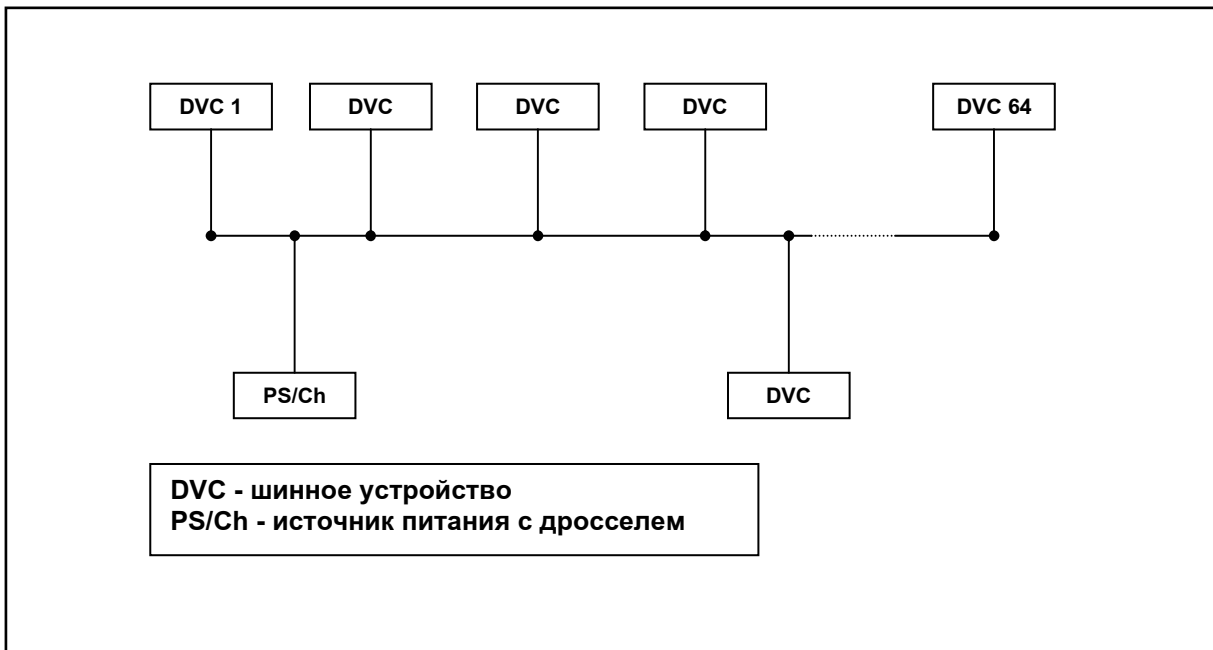 DVC 1
DVC
DVC
DVC
DVC 64
PS/Ch
DVC
DVC - шинное устройство
PS/Ch - источник питания с дросселем